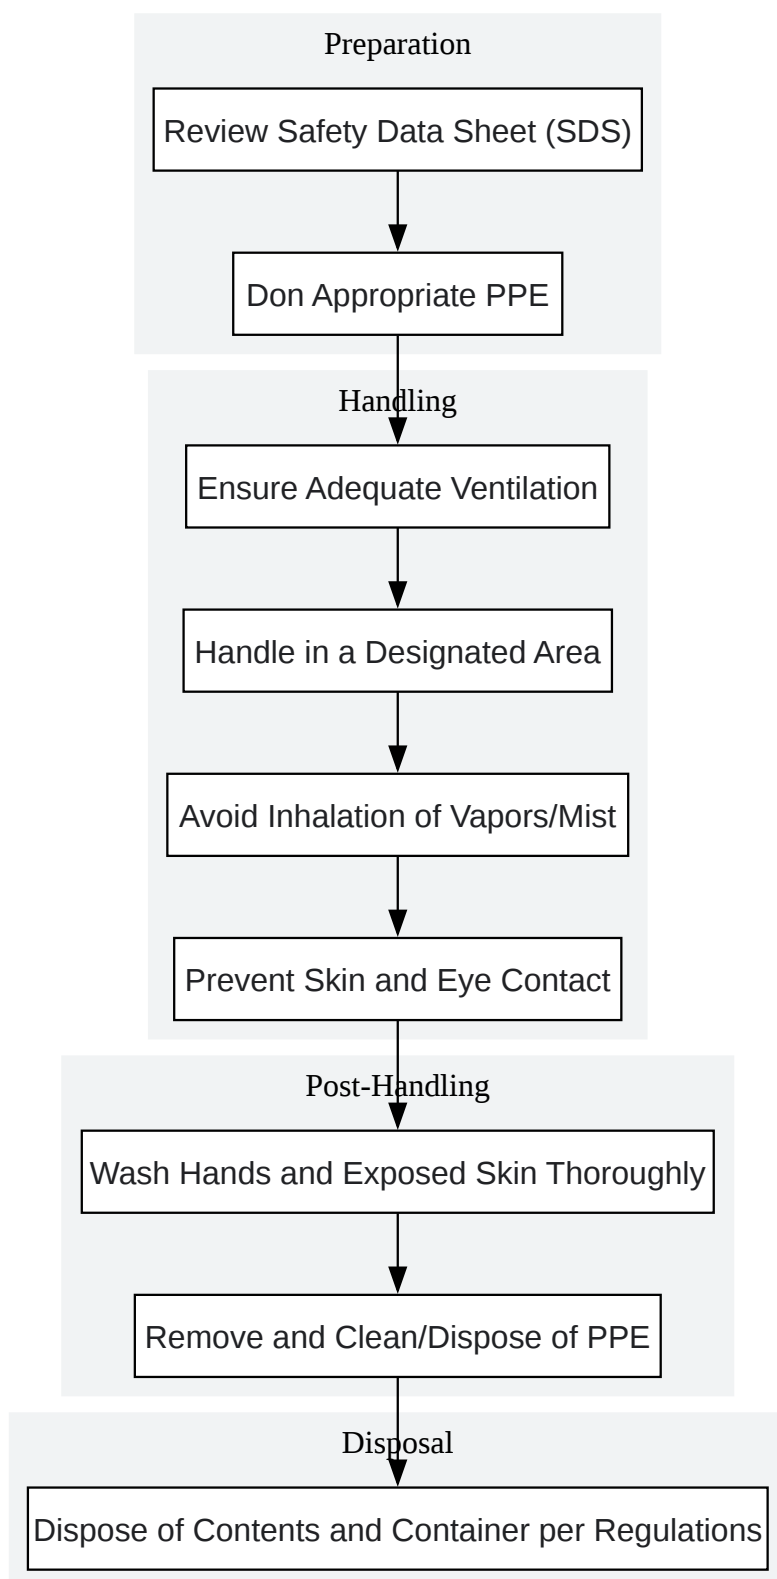 Preparation
Review Safety Data Sheet (SDS)
Don Appropriate PPE
Handling
Ensure Adequate Ventilation
Handle in a Designated Area
Avoid Inhalation of Vapors/Mist
Prevent Skin and Eye Contact
Post-Handling
Wash Hands and Exposed Skin Thoroughly
Remove and Clean/Dispose of PPE
Disposal
Dispose of Contents and Container per Regulations